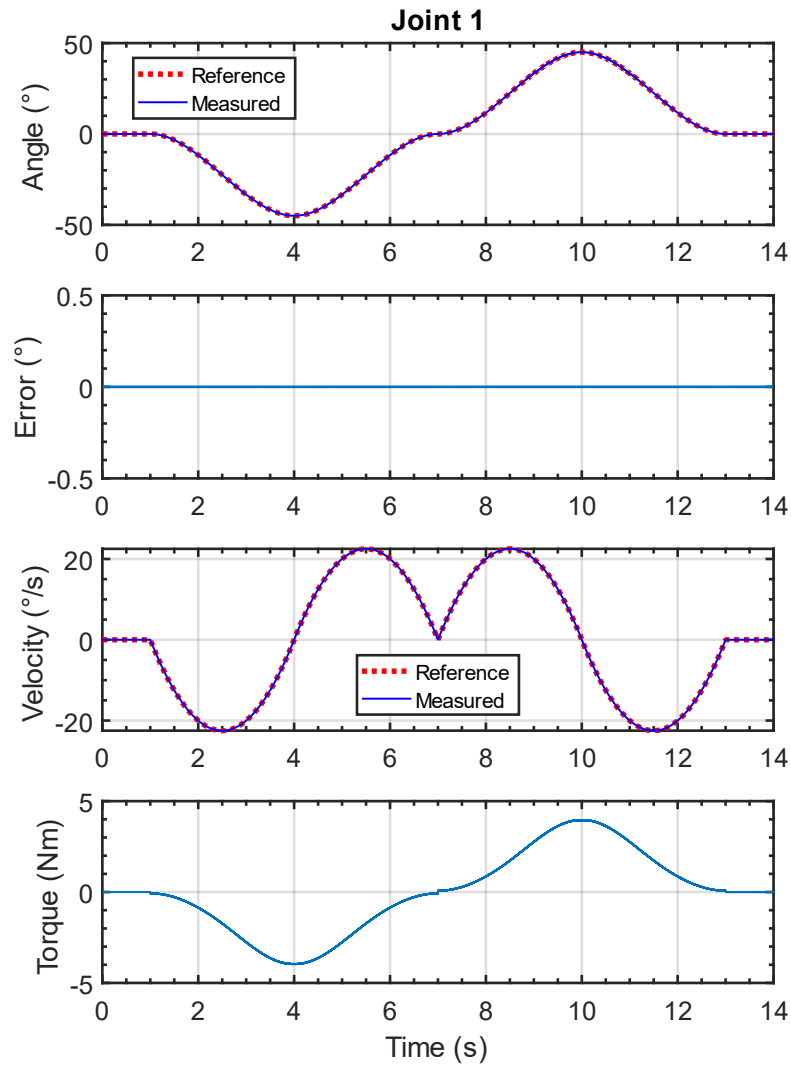 Joint 1
50
0
-50
Angle (°)
Reference
Measured
0 2 4 6 8 10 12 14
0.5
0
-0.5
Error (°)
0 2 4 6 8 10 12 14
20
0
-20
Velocity (°/s)
Reference
Measured
0 2 4 6 8 10 12 14
5
0
-5
Torque (Nm)
0 2 4 6 8 10 12 14
Time (s)